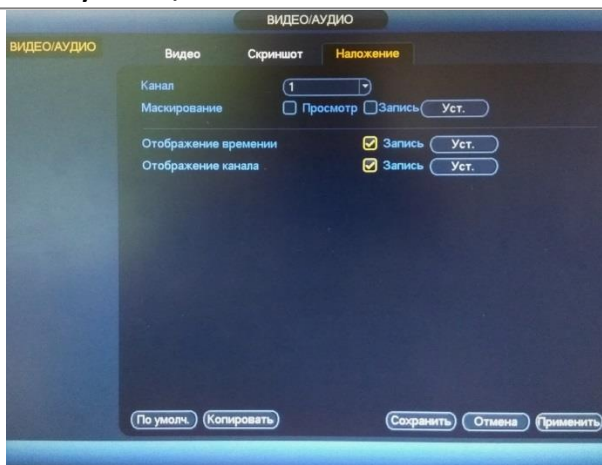 ВИДЕО/АУДИО
ВИДЕО/АУДИО
Видео Скриншот Наложение
Канал 1
Маскирование Просмотр Запись Уст.
Отображение времении Запись Уст.
Отображение канала Запись Уст.
По умолч. Копировать Сохранить Отмена Применить